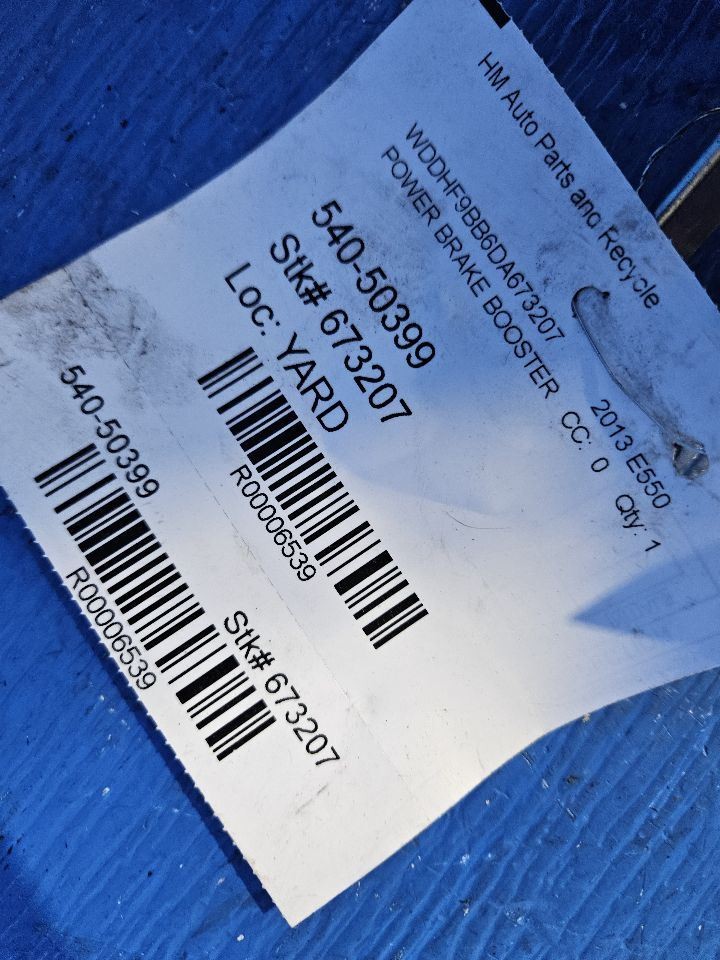 HM Auto Parts and Recycle
WDDHF9BB6DA673207 2013 E550
POWER BRAKE BOOSTER CC: 0 Qty: 1
540-50399
Stk# 673207
Loc: YARD
R00006539
540-50399 Stk# 673207
R00006539